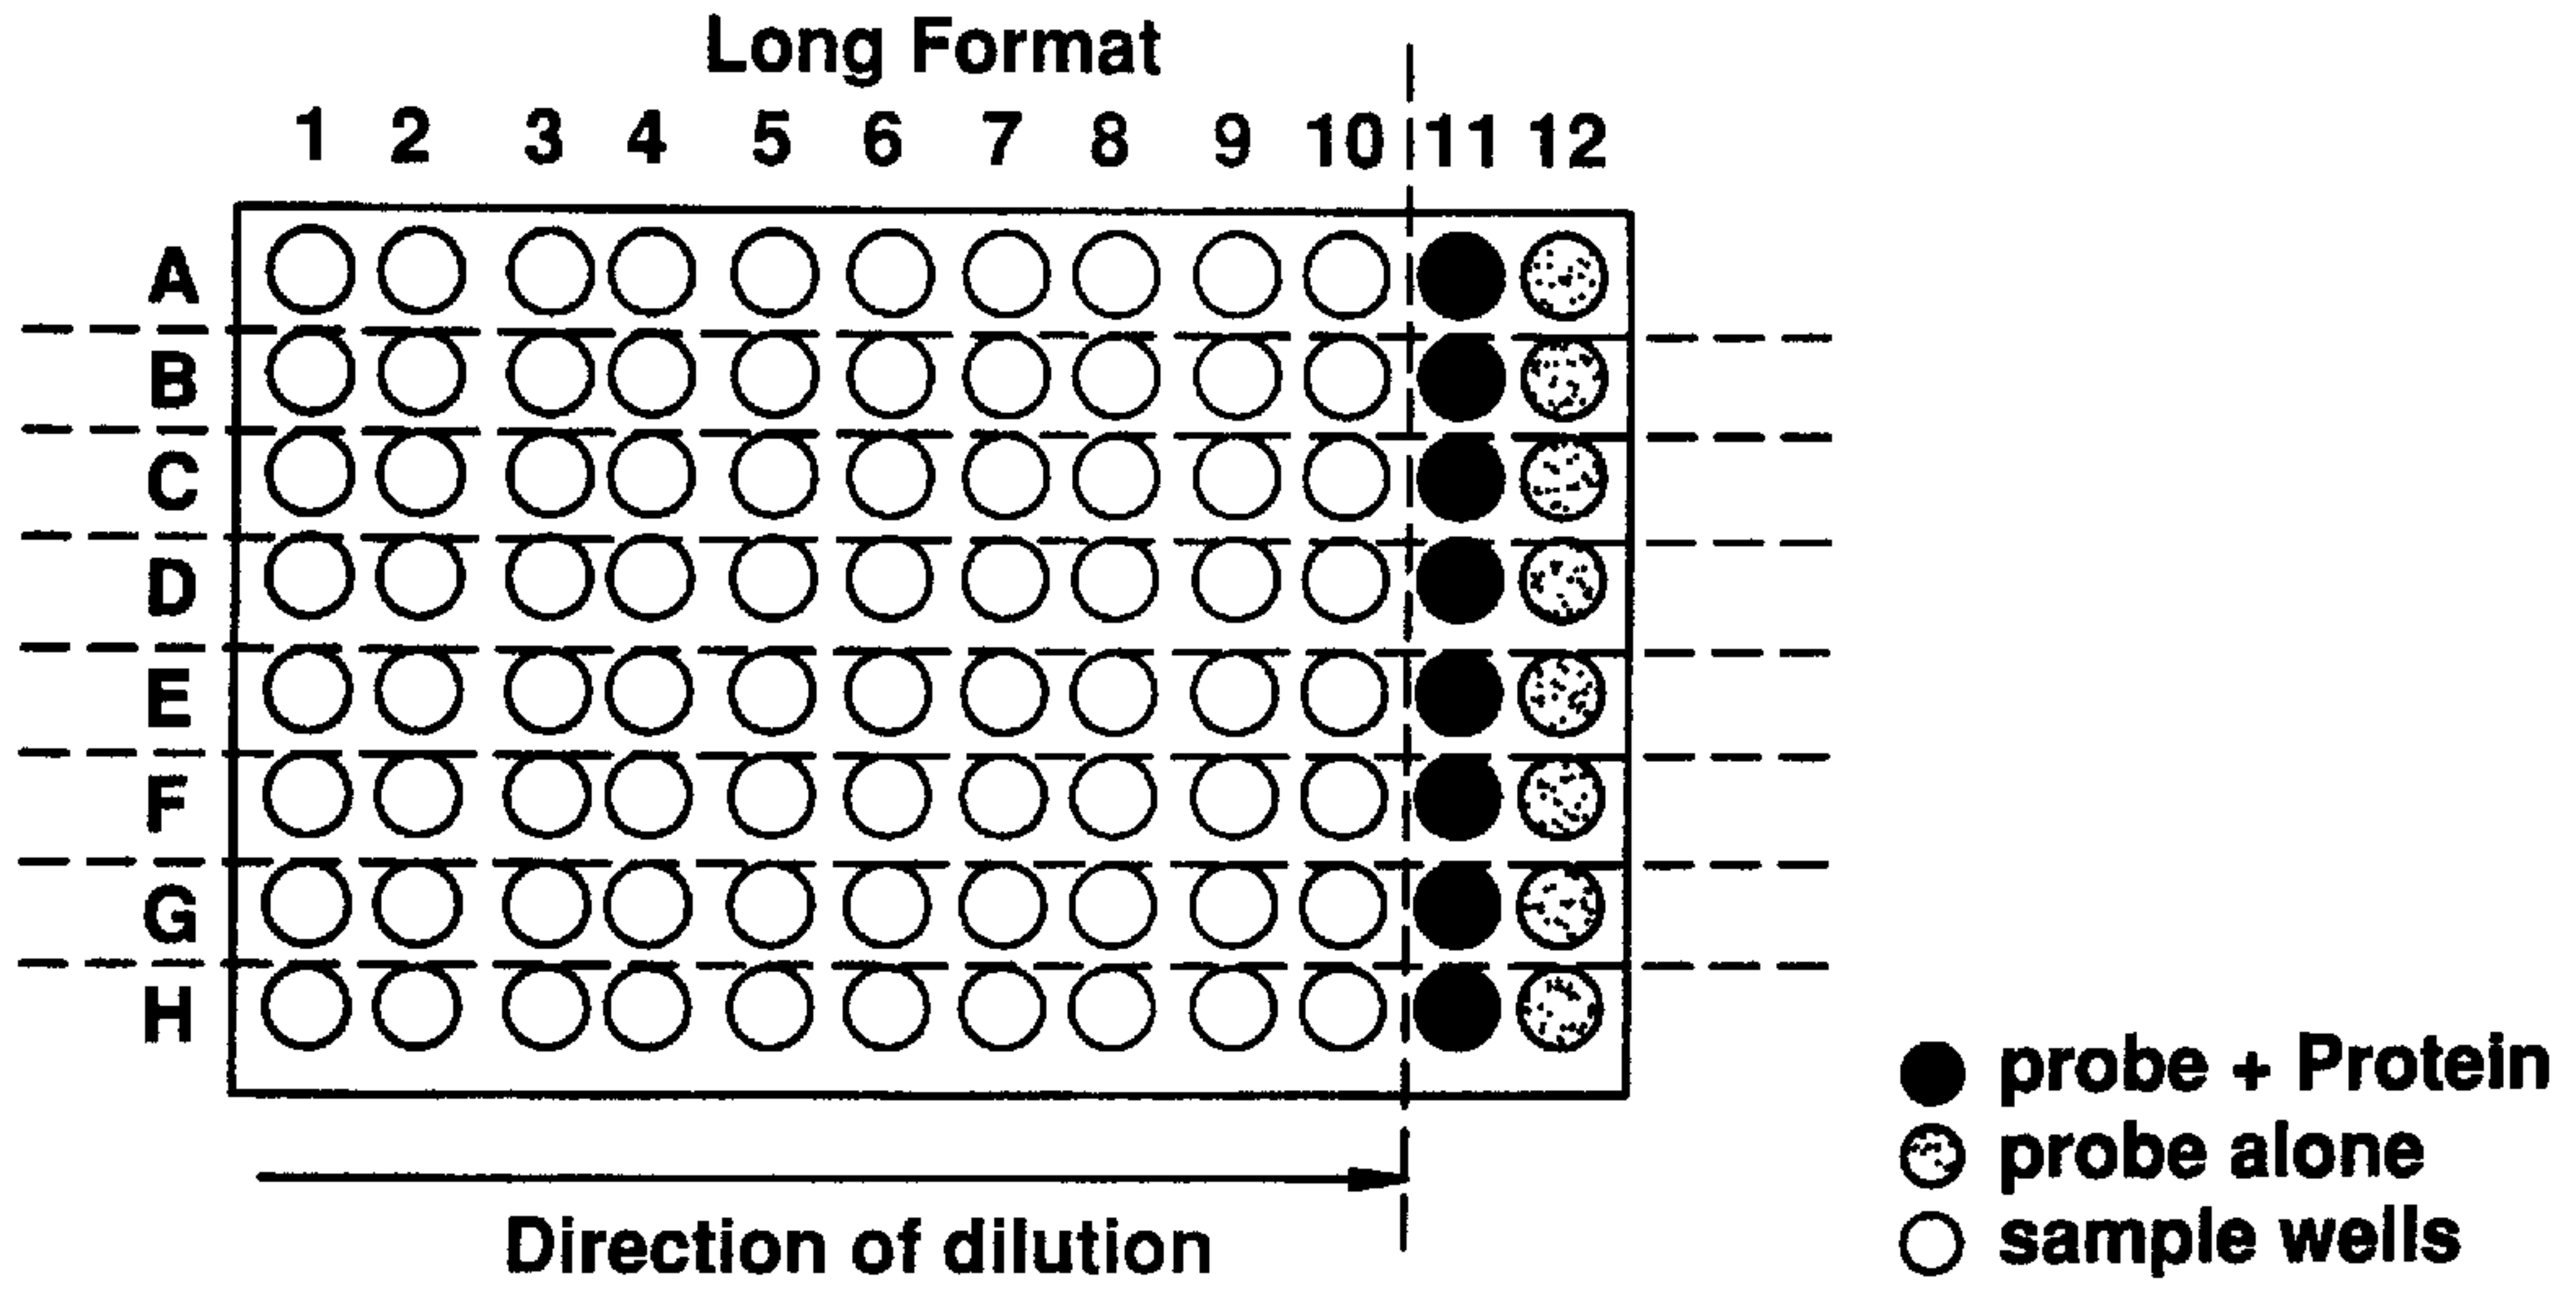 Long Format
1 2 3 4 5 6 7 8 9 10 11 12
A
B
C
D
E
F
G
H
probe + Protein
probe alone
sample wells
Direction of dilution